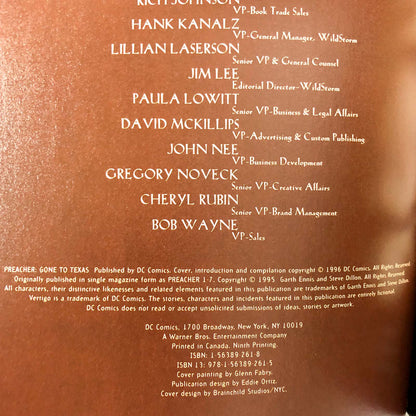 RICH JOHNSON
VP-Book Trade Sales
HANK KANALZ
VP-General Manager, WildStorm
LILLIAN LASERSON
Senior VP & General Counsel
JIM LEE
Editorial Director-WildStorm
PAULA LOWITT
Senior VP-Business & Legal Affairs
DAVID MCKILLIPS
VP-Advertising & Custom Publishing
JOHN NEE
VP-Business Development
GREGORY NOVECK
Senior VP-Creative Affairs
CHERYL RUBIN
Senior VP-Brand Management
BOB WAYNE
VP-Sales
PREACHER: GONE TO TEXAS Published by DC Comics. Cover, introduction and compilation copyright © 1996 DC Comics. All Rights Reserved.
Originally published in single magazine form as PREACHER 1-7. Copyright © 1995 Garth Ennis and Steve Dillon. All Rights Reserved.
All characters, their distinctive likenesses and related elements featured in this publication are trademarks of Garth Ennis and Steve Dillon.
Vertigo is a trademark of DC Comics. The stories, characters and incidents featured in this publication are entirely fictional.
DC Comics does not read or accept unsolicited submissions of ideas, stories or artwork.
DC Comics, 1700 Broadway, New York, NY 10019
A Warner Bros. Entertainment Company
Printed in Canada. Ninth Printing.
ISBN: 1-56389-261-8
ISBN 13: 978-1-56389-261-5
Cover painting by Glenn Fabry.
Publication design by Eddie Ortiz.
Cover design by Brainchild Studios/NYC.